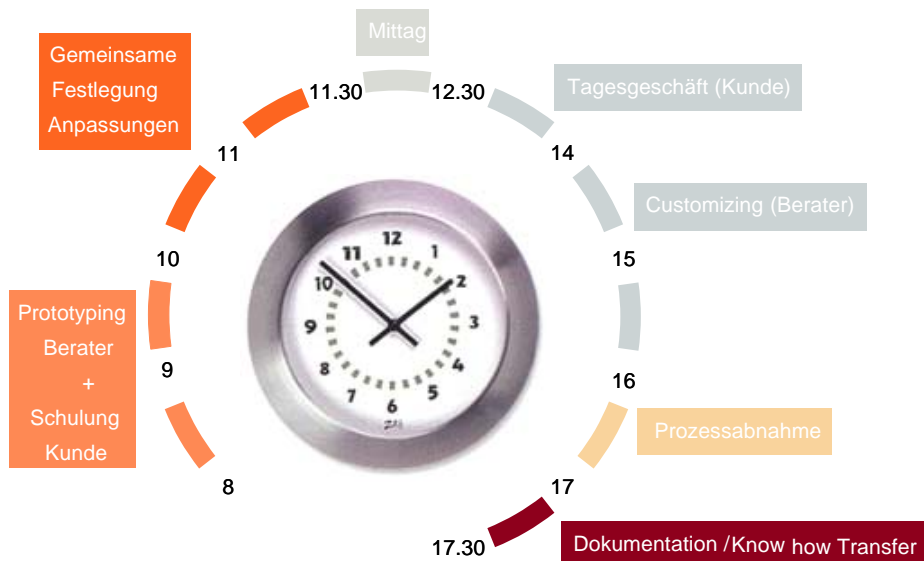 Mittag
Gemeinsame
Festlegung
Anpassungen
11.30
12.30
Tagesgeschäft (Kunde)
11
14
Customizing (Berater)
10
15
Prototyping
Berater
+
Schulung
Kunde
9
16
Prozessabnahme
8
17
17.30
Dokumentation /Know how Transfer
12
1
2
3
4
5
6
7
8
9
10
11